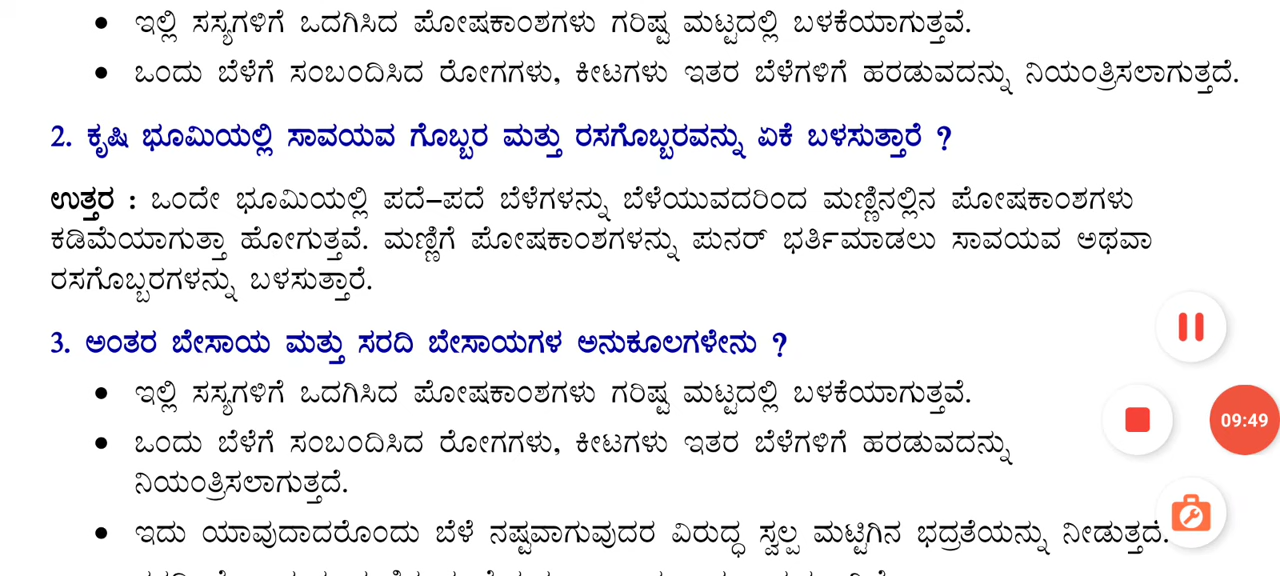 • ಇಲ್ಲಿ ಸಸ್ಯಗಳಿಗೆ ಒದಗಿಸಿದ ಪೋಷಕಾಂಶಗಳು ಗರಿಷ್ಟ ಮಟ್ಟದಲ್ಲಿ ಬಳಕೆಯಾಗುತ್ತವೆ.
• ಒಂದು ಬೆಳೆಗೆ ಸಂಬಂದಿಸಿದ ರೋಗಗಳು, ಕೀಟಗಳು ಇತರ ಬೆಳೆಗಳಿಗೆ ಹರಡುವದನ್ನು ನಿಯಂತ್ರಿಸಲಾಗುತ್ತದೆ.
2. ಕೃಷಿ ಭೂಮಿಯಲ್ಲಿ ಸಾವಯವ ಗೊಬ್ಬರ ಮತ್ತು ರಸಗೊಬ್ಬರವನ್ನು ಏಕೆ ಬಳಸುತ್ತಾರೆ ?
ಉತ್ತರ : ಒಂದೇ ಭೂಮಿಯಲ್ಲಿ ಪದೆ–ಪದೆ ಬೆಳೆಗಳನ್ನು ಬೆಳೆಯುವದರಿಂದ ಮಣ್ಣಿನಲ್ಲಿನ ಪೋಷಕಾಂಶಗಳು
ಕಡಿಮೆಯಾಗುತ್ತಾ ಹೋಗುತ್ತವೆ. ಮಣ್ಣಿಗೆ ಪೋಷಕಾಂಶಗಳನ್ನು ಪುನರ್ ಭರ್ತಿಮಾಡಲು ಸಾವಯವ ಅಥವಾ
ರಸಗೊಬ್ಬರಗಳನ್ನು ಬಳಸುತ್ತಾರೆ.
3. ಅಂತರ ಬೇಸಾಯ ಮತ್ತು ಸರದಿ ಬೇಸಾಯಗಳ ಅನುಕೂಲಗಳೇನು ?
• ಇಲ್ಲಿ ಸಸ್ಯಗಳಿಗೆ ಒದಗಿಸಿದ ಪೋಷಕಾಂಶಗಳು ಗರಿಷ್ಟ ಮಟ್ಟದಲ್ಲಿ ಬಳಕೆಯಾಗುತ್ತವೆ.
• ಒಂದು ಬೆಳೆಗೆ ಸಂಬಂದಿಸಿದ ರೋಗಗಳು, ಕೀಟಗಳು ಇತರ ಬೆಳೆಗಳಿಗೆ ಹರಡುವದನ್ನು
09:49
ನಿಯಂತ್ರಿಸಲಾಗುತ್ತದೆ.
• ಇದು ಯಾವುದಾದರೊಂದು ಬೆಳೆ ನಷ್ಟವಾಗುವುದರ ವಿರುದ್ಧ ಸ್ವಲ್ಪ ಮಟ್ಟಿಗಿನ ಭದ್ರತೆಯನ್ನು ನೀಡುತ್ತದೆ.